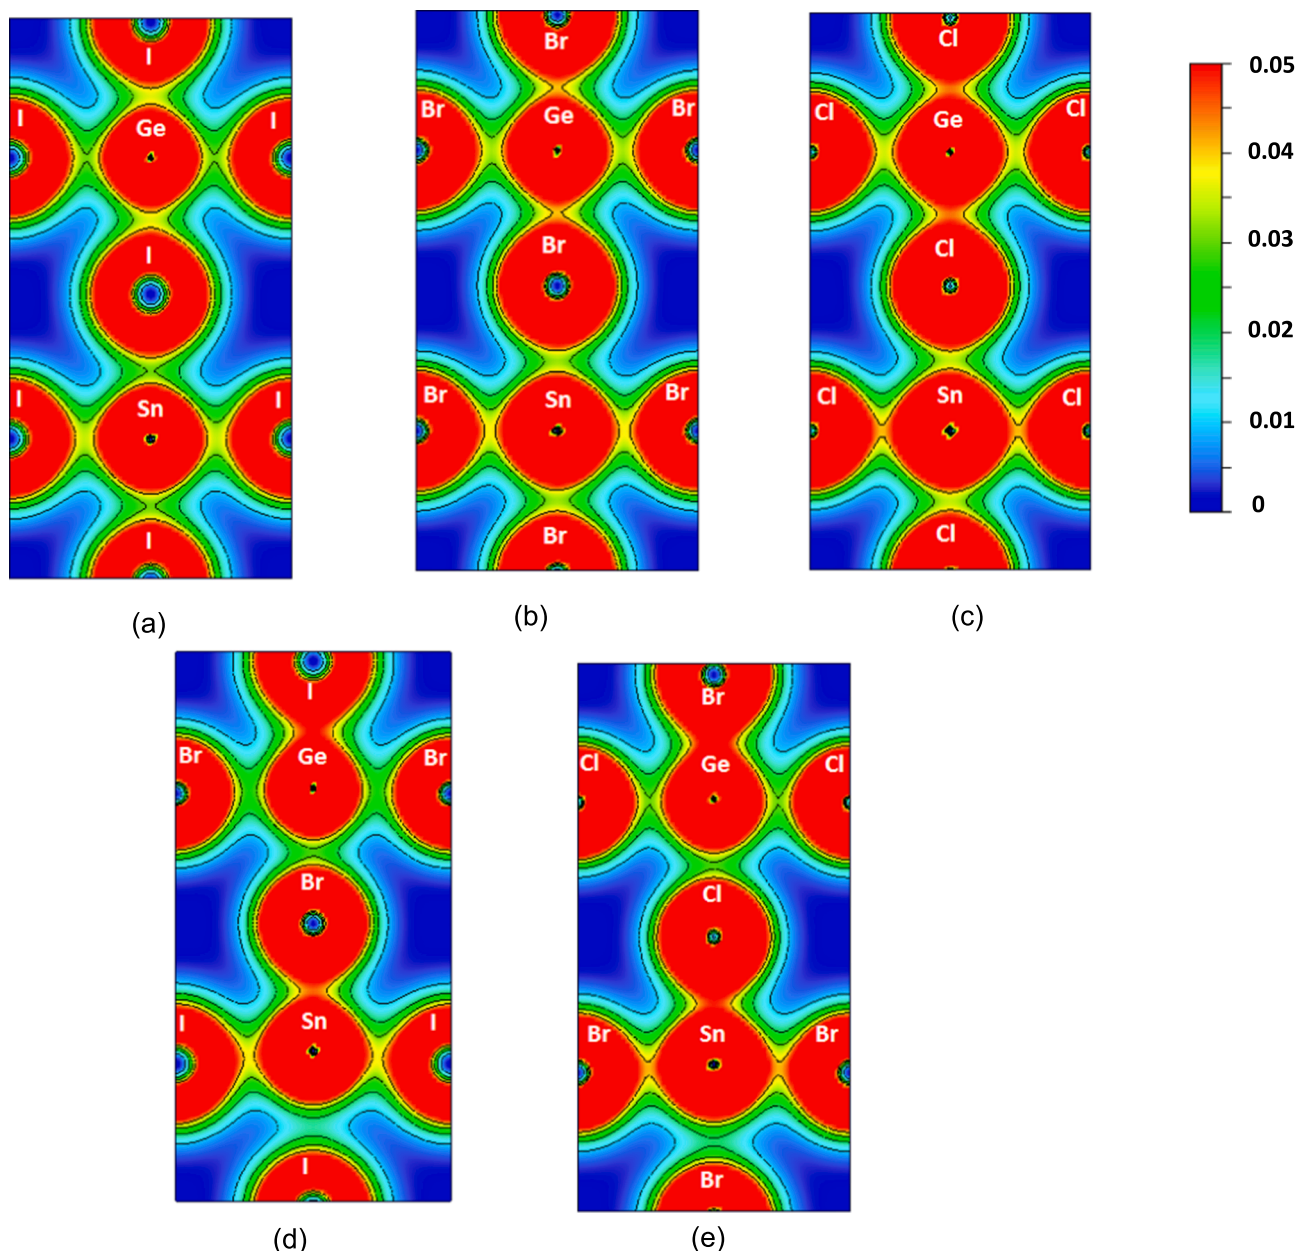 I Br Cl
Br Br Cl Cl
I Ge I Ge Ge
I Br Cl
I Sn I Br Sn Br Cl Sn Cl
I Br Cl
0.05
0.04
0.03
0.02
0.01
0
(a) (b) (c)
I Br
Br Ge Br Cl Ge Cl
Br Cl
I Sn I Br Sn Br
I Br
(d) (e)